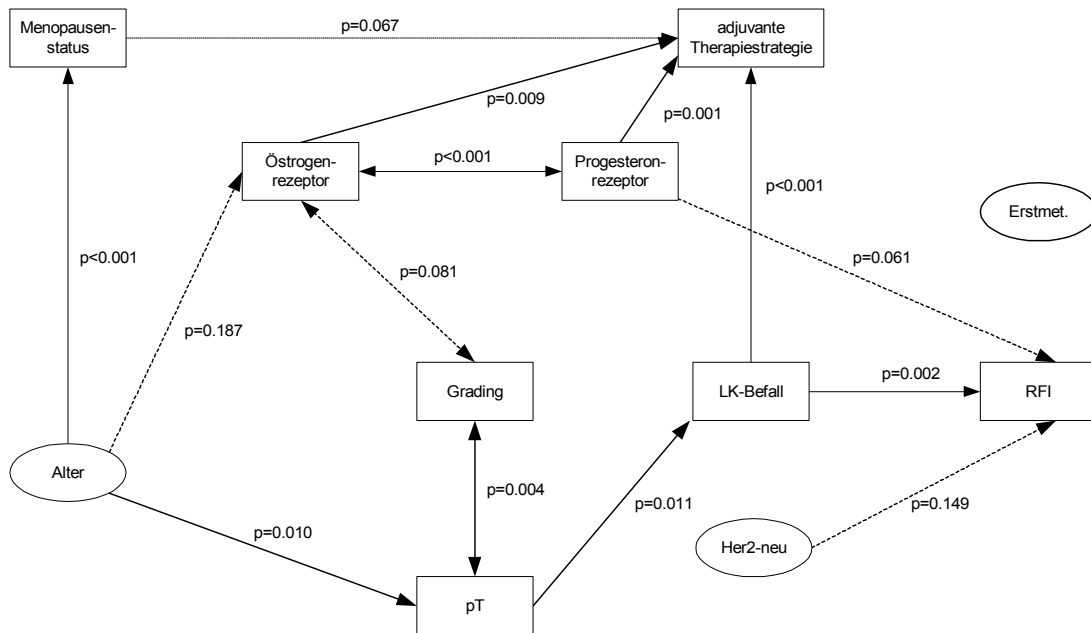 Menopausen-
status
p=0.067
adjuvante
Therapiestrategie
p=0.009
p=0.001
Östrogen-
rezeptor
p<0.001
Progesteron-
rezeptor
p<0.001
Erstmet.
p<0.001
p=0.081
p=0.061
p=0.187
Grading
LK-Befall
p=0.002
RFI
Alter
p=0.004
p=0.011
p=0.149
p=0.010
Her2-neu
pT